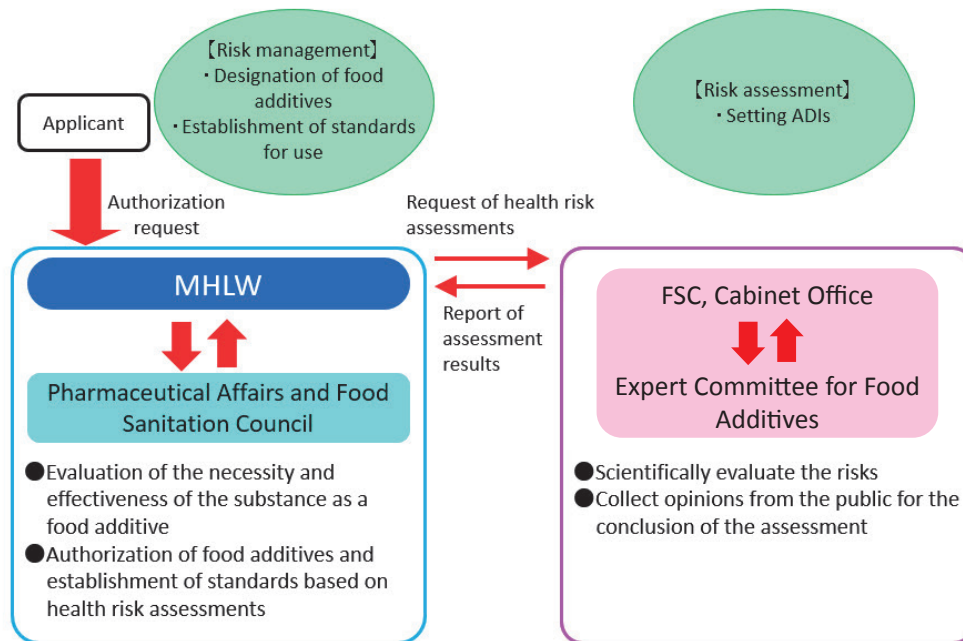 【Risk management】
・Designation of food
additives
・Establishment of standards
for use
【Risk assessment】
・Setting ADIs
Applicant
Authorization
request
Request of health risk
assessments
MHLW
Report of
assessment
results
FSC, Cabinet Office
Pharmaceutical Affairs and Food
Sanitation Council
Expert Committee for Food
Additives
●Evaluation of the necessity and
effectiveness of the substance as a
food additive
●Authorization of food additives and
establishment of standards based on
health risk assessments
●Scientifically evaluate the risks
●Collect opinions from the public for the
conclusion of the assessment